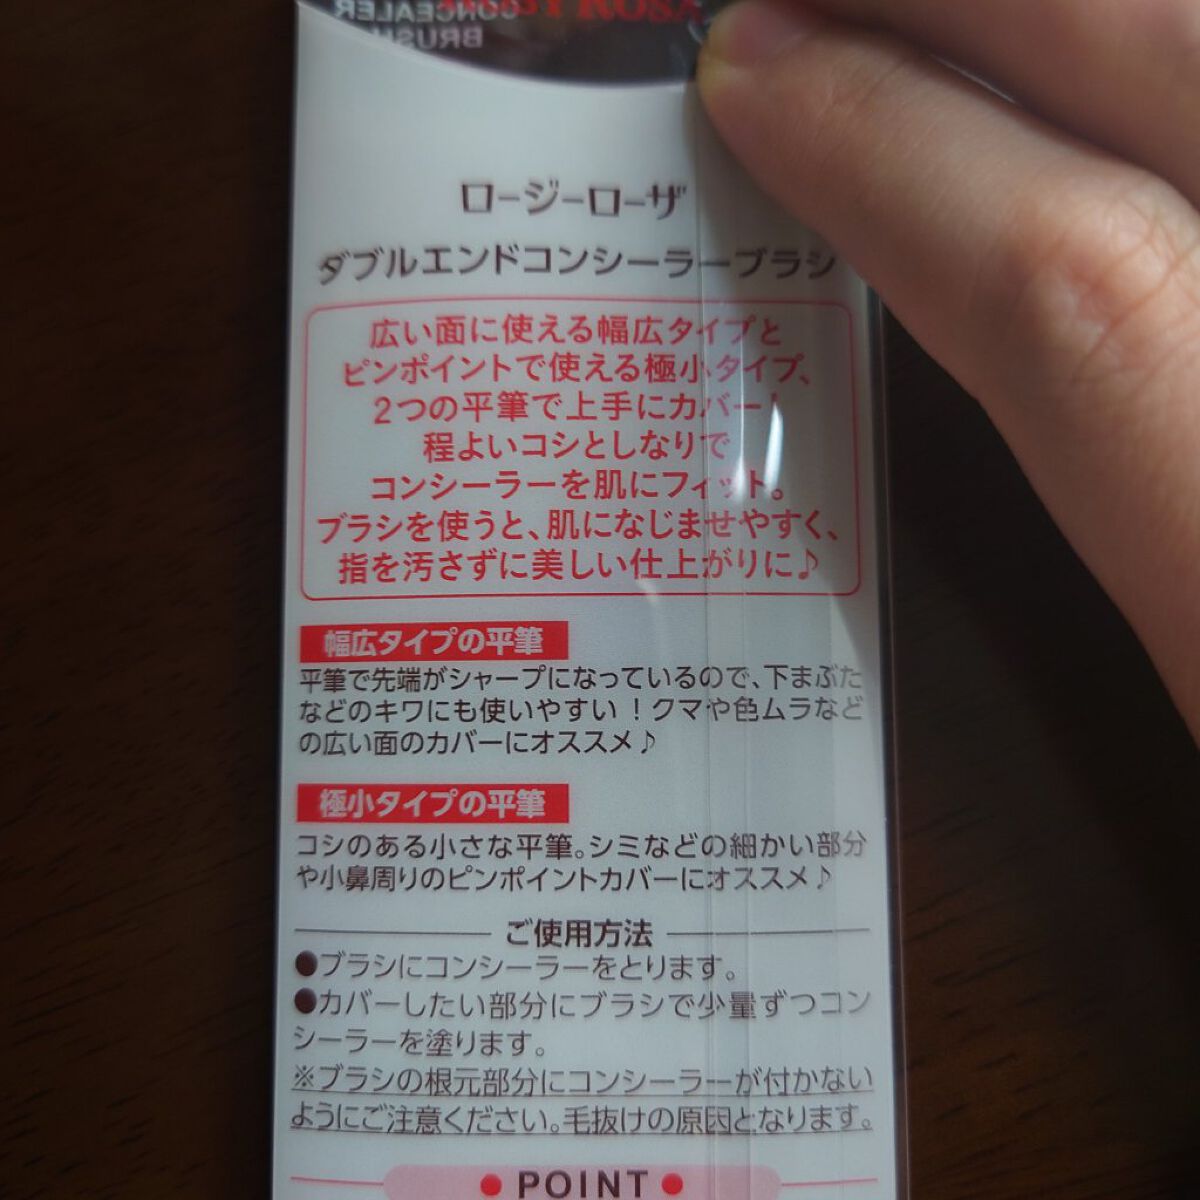 CONCEALER
ROSY ROSA
BRUSH
ロージーローザ
ダブルエンドコンシーラーブラシ
広い面に使える幅広タイプと
ピンポイントで使える極小タイプ、
2つの平筆で上手にカバー!
程よいコシとしなりで
コンシーラーを肌にフィット。
ブラシを使うと、肌になじませやすく、
指を汚さずに美しい仕上がりに♪
幅広タイプの平筆
平筆で先端がシャープになっているので、下まぶた
などのキワにも使いやすい！クマや色ムラなど
の広い面のカバーにオススメ♪
極小タイプの平筆
コシのある小さな平筆。シミなどの細かい部分
や小鼻周りのピンポイントカバーにオススメ♪
ご使用方法
●ブラシにコンシーラーをとります。
●カバーしたい部分にブラシで少量ずつコン
シーラーを塗ります。
※ブラシの根元部分にコンシーラーが付かない
ようにご注意ください。毛抜けの原因となります。
● POINT ●